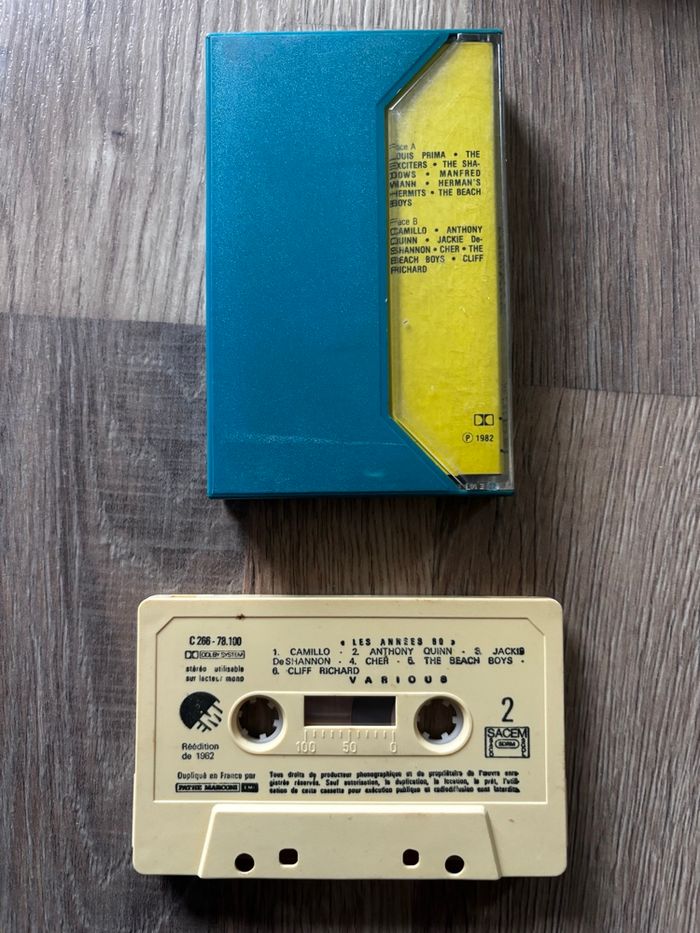 Face A
LOUIS PRIMA • THE
EXCITERS • THE SHA-
DOWS • MANFRED
MANN • HERMAN'S
HERMITS • THE BEACH
BOYS
Face B
CAMILLO • ANTHONY
QUINN • JACKIE De-
SHANNON • CHER • THE
BEACH BOYS • CLIFF
RICHARD
℗ 1982
C 266-78.100
DOLBY SYSTEM
stéréo utilisable
sur lecteur mono
EMI
Réédition
de 1982
Dupliqué en France par
PATHE MARCONI EMI
« LES ANNÉES 60 »
1. CAMILLO - 2. ANTHONY QUINN - 3. JACKIE
DeSHANNON - 4. CHER - 5. THE BEACH BOYS -
6. CLIFF RICHARD
VARIOUS
100 50 0
2
SACEM
SDRM
Tous droits du producteur phonographique et du propriétaire de l'œuvre enre-
gistrée réservés. Sauf autorisation, la duplication, la location, le prêt, l'utili-
sation de cette cassette pour exécution publique et radiodiffusion sont interdits.